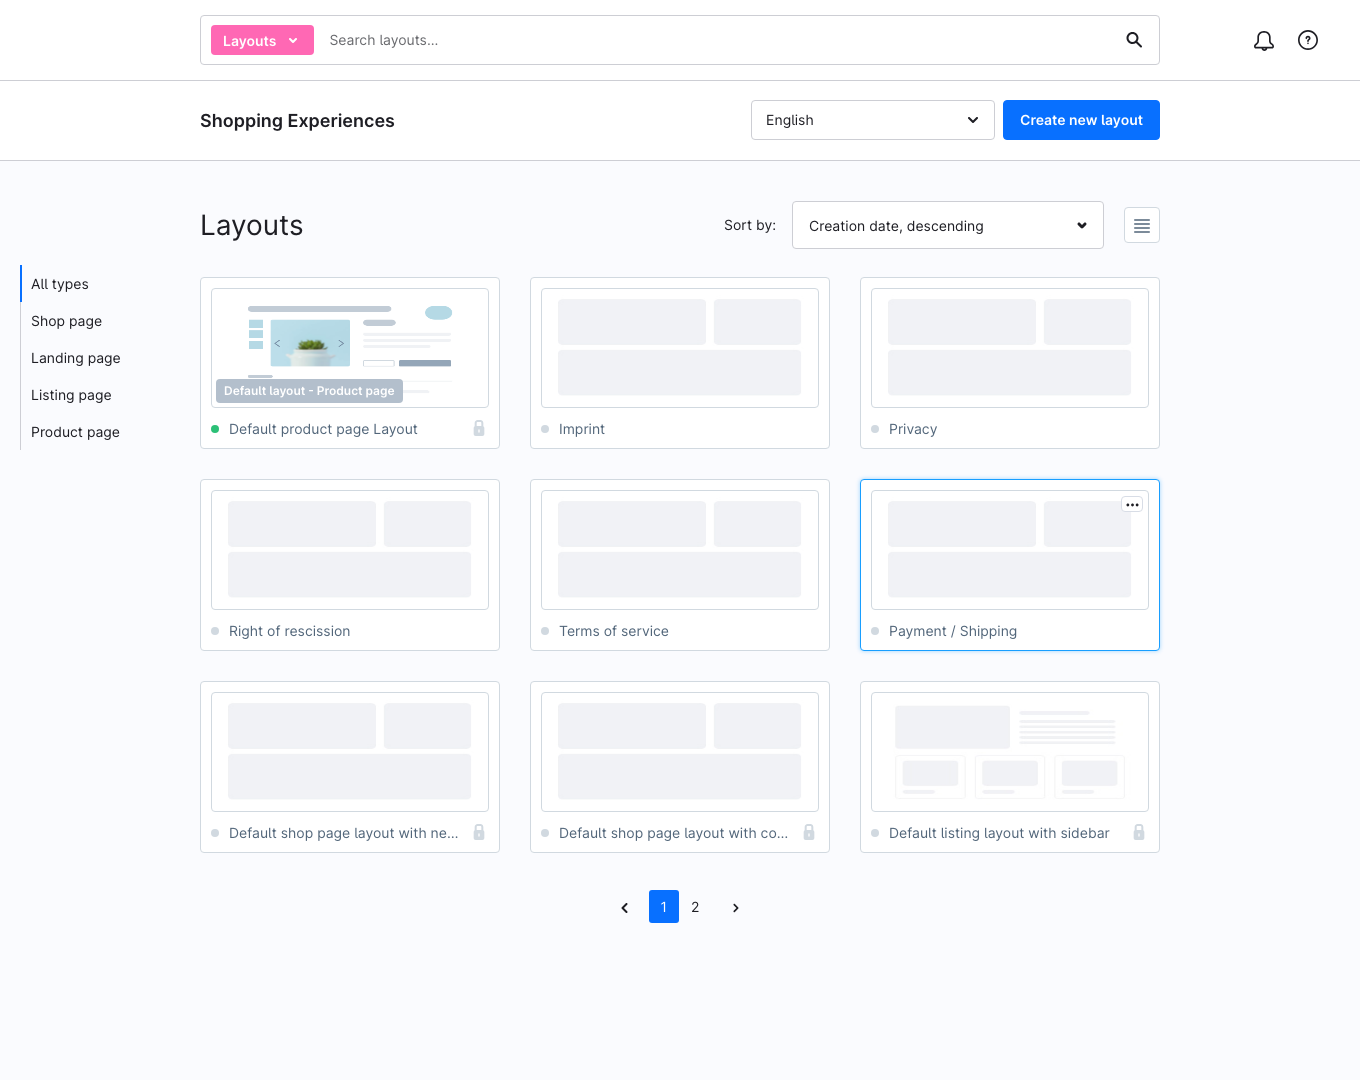 Layouts
Search layouts...
Shopping Experiences
English
Create new layout
Layouts
Sort by:
Creation date, descending
All types
Shop page
Landing page
Listing page
Product page
Default layout - Product page
Default product page Layout
Imprint
Privacy
Right of rescission
Terms of service
Payment / Shipping
Default shop page layout with ne...
Default shop page layout with co...
Default listing layout with sidebar
1
2